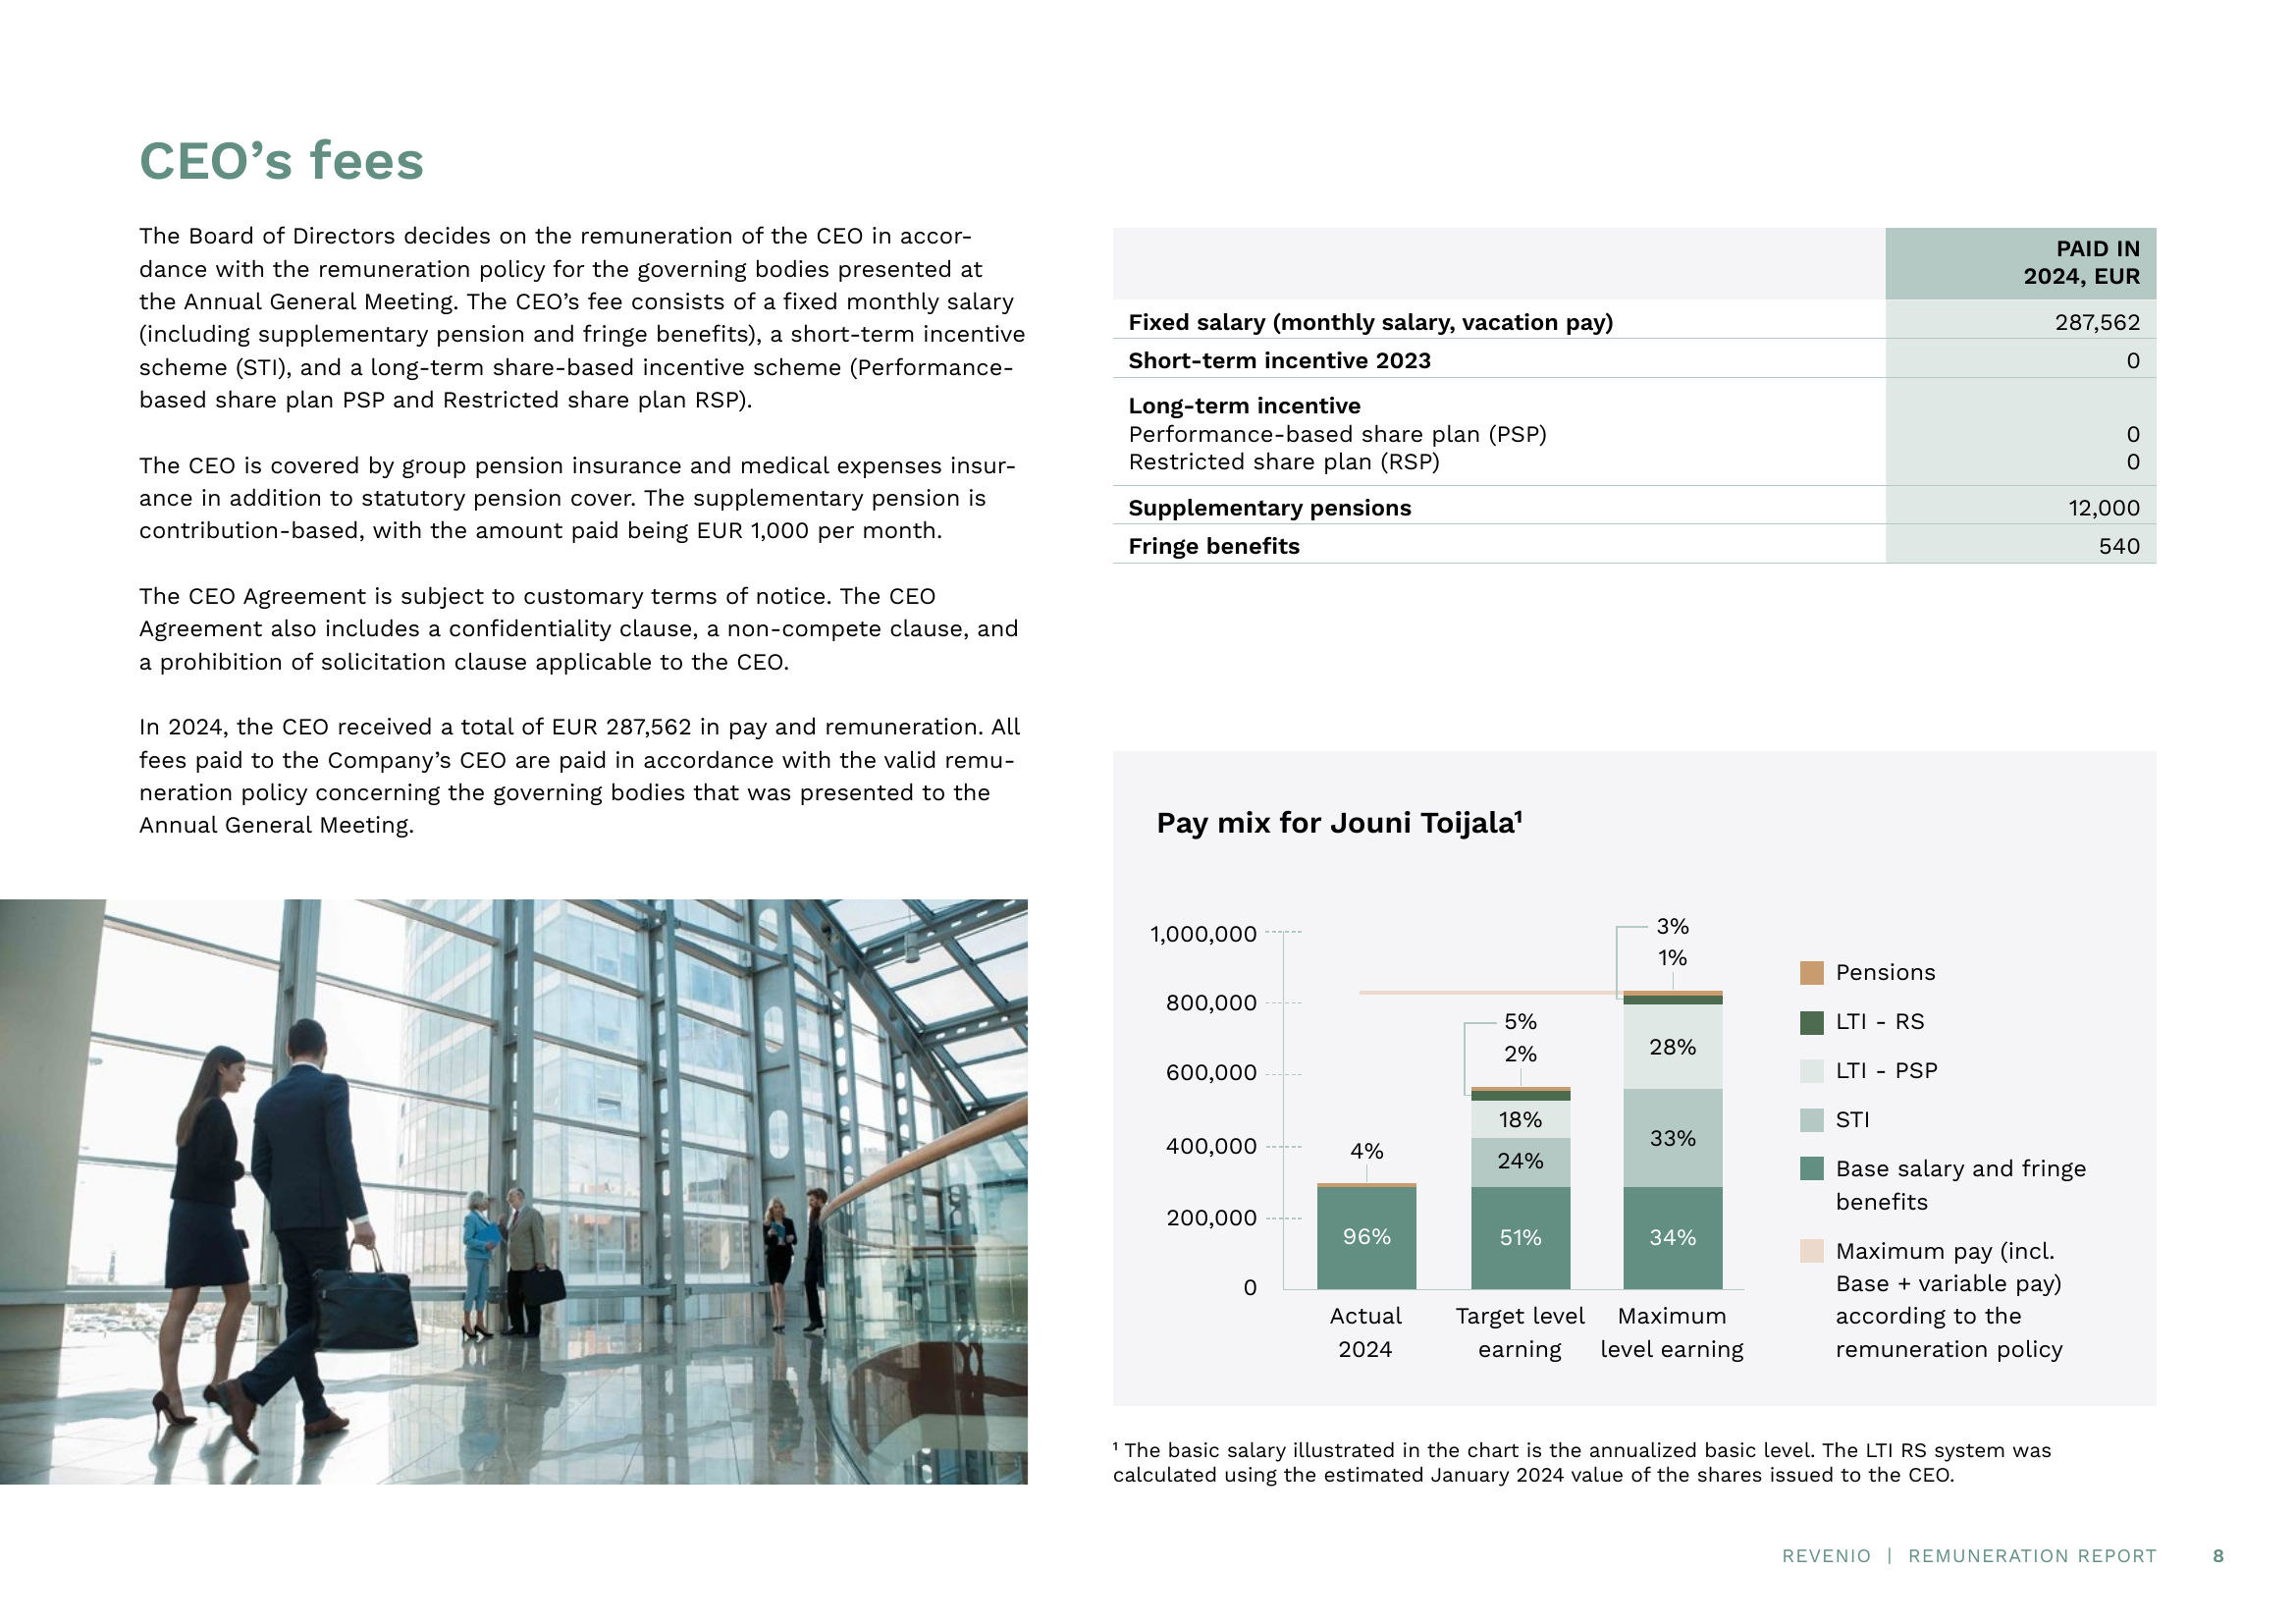 CEO’s fees
The Board of Directors decides on the remuneration of the CEO in accor-
dance with the remuneration policy for the governing bodies presented at
the Annual General Meeting. The CEO’s fee consists of a fixed monthly salary
(including supplementary pension and fringe benefits), a short-term incentive
scheme (STI), and a long-term share-based incentive scheme (Performance-
based share plan PSP and Restricted share plan RSP).
The CEO is covered by group pension insurance and medical expenses insur-
ance in addition to statutory pension cover. The supplementary pension is
contribution-based, with the amount paid being EUR 1,000 per month.
The CEO Agreement is subject to customary terms of notice. The CEO
Agreement also includes a confidentiality clause, a non-compete clause, and
a prohibition of solicitation clause applicable to the CEO.
In 2024, the CEO received a total of EUR 287,562 in pay and remuneration. All
fees paid to the Company’s CEO are paid in accordance with the valid remu-
neration policy concerning the governing bodies that was presented to the
Annual General Meeting.
PAID IN
2024, EUR
Fixed salary (monthly salary, vacation pay) 287,562
Short-term incentive 2023 0
Long-term incentive
Performance-based share plan (PSP) 0
Restricted share plan (RSP) 0
Supplementary pensions 12,000
Fringe benefits 540
Pay mix for Jouni Toijala¹
1,000,000
800,000
600,000
400,000
200,000
0
4%
96%
5%
2%
18%
24%
51%
3%
1%
28%
33%
34%
Actual
2024
Target level
earning
Maximum
level earning
Pensions
LTI - RS
LTI - PSP
STI
Base salary and fringe
benefits
Maximum pay (incl.
Base + variable pay)
according to the
remuneration policy
¹ The basic salary illustrated in the chart is the annualized basic level. The LTI RS system was
calculated using the estimated January 2024 value of the shares issued to the CEO.
REVENIO | REMUNERATION REPORT 8